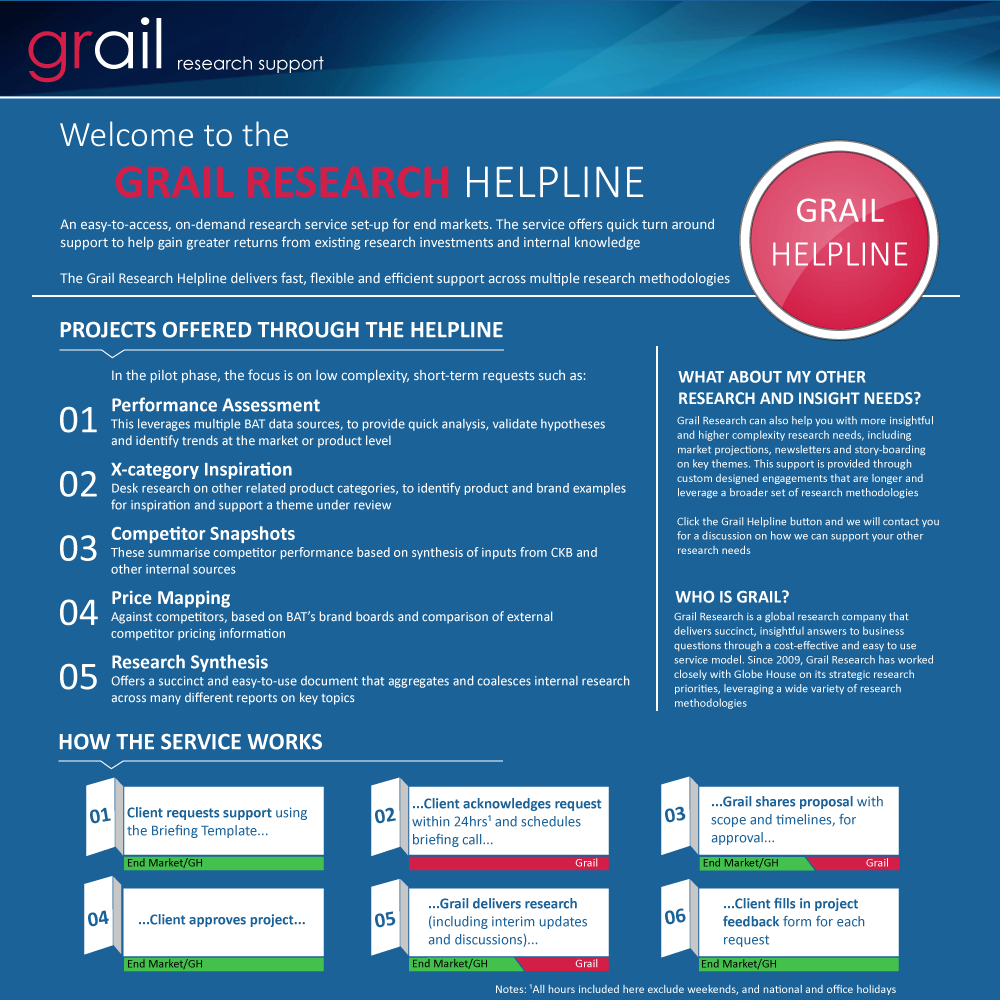 grail research support
Welcome to the
GRAIL RESEARCH HELPLINE
An easy-to-access, on-demand research service set-up for end markets. The service offers quick turn around
support to help gain greater returns from existing research investments and internal knowledge
The Grail Research Helpline delivers fast, flexible and efficient support across multiple research methodologies
GRAIL
HELPLINE
PROJECTS OFFERED THROUGH THE HELPLINE
In the pilot phase, the focus is on low complexity, short-term requests such as:
01
Performance Assessment
This leverages multiple BAT data sources, to provide quick analysis, validate hypotheses
and identify trends at the market or product level
02
X-category Inspiration
Desk research on other related product categories, to identify product and brand examples
for inspiration and support a theme under review
03
Competitor Snapshots
These summarise competitor performance based on synthesis of inputs from CKB and
other internal sources
04
Price Mapping
Against competitors, based on BAT's brand boards and comparison of external
competitor pricing information
05
Research Synthesis
Offers a succinct and easy-to-use document that aggregates and coalesces internal research
across many different reports on key topics
WHAT ABOUT MY OTHER
RESEARCH AND INSIGHT NEEDS?
Grail Research can also help you with more insightful
and higher complexity research needs, including
market projections, newsletters and story-boarding
on key themes. This support is provided through
custom designed engagements that are longer and
leverage a broader set of research methodologies
Click the Grail Helpline button and we will contact you
for a discussion on how we can support your other
research needs
WHO IS GRAIL?
Grail Research is a global research company that
delivers succinct, insightful answers to business
questions through a cost-effective and easy to use
service model. Since 2009, Grail Research has worked
closely with Globe House on its strategic research
priorities, leveraging a wide variety of research
methodologies
HOW THE SERVICE WORKS
01
Client requests support using
the Briefing Template...
End Market/GH
02
...Client acknowledges request
within 24hrs¹ and schedules
briefing call...
Grail
03
...Grail shares proposal with
scope and timelines, for
approval...
End Market/GH
Grail
04
...Client approves project...
End Market/GH
05
...Grail delivers research
(including interim updates
and discussions)...
End Market/GH
Grail
06
...Client fills in project
feedback form for each
request
End Market/GH
Notes: ¹All hours included here exclude weekends, and national and office holidays